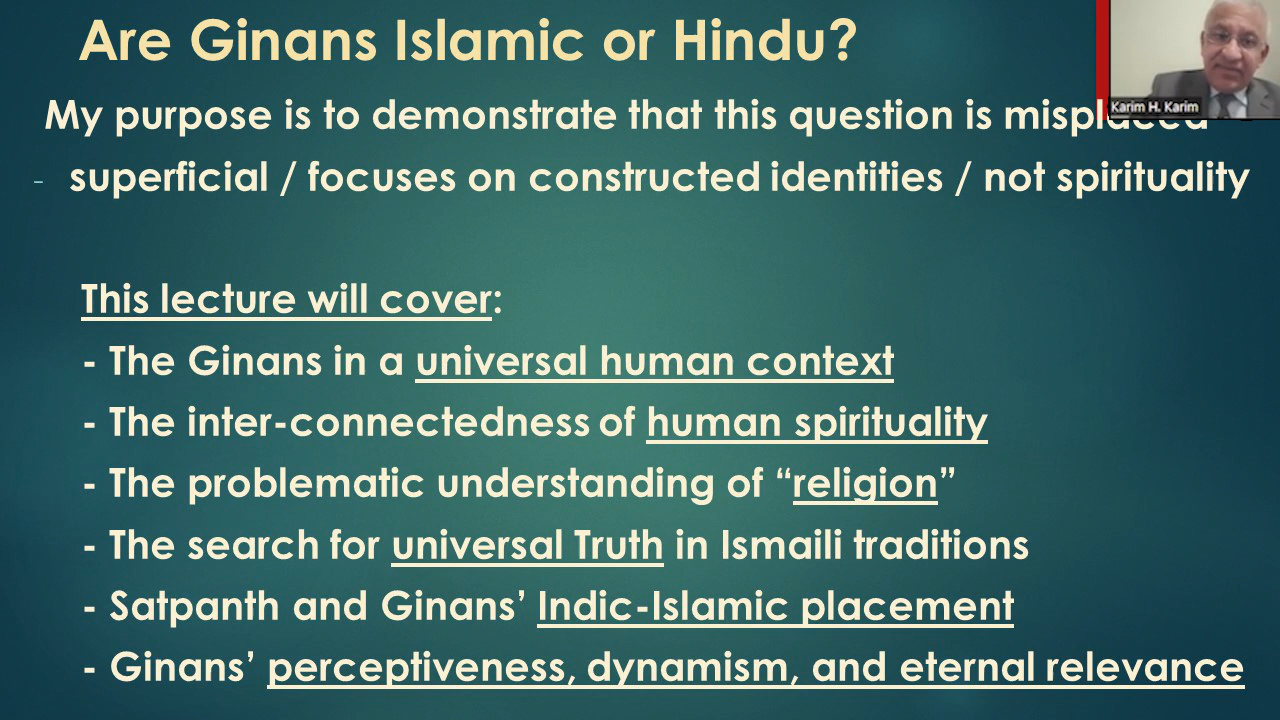 Are Ginans Islamic or Hindu?
Karim H. Karim
My purpose is to demonstrate that this question is misplaced
- superficial / focuses on constructed identities / not spirituality
This lecture will cover:
- The Ginans in a universal human context
- The inter-connectedness of human spirituality
- The problematic understanding of “religion”
- The search for universal Truth in Ismaili traditions
- Satpanth and Ginans’ Indic-Islamic placement
- Ginans’ perceptiveness, dynamism, and eternal relevance